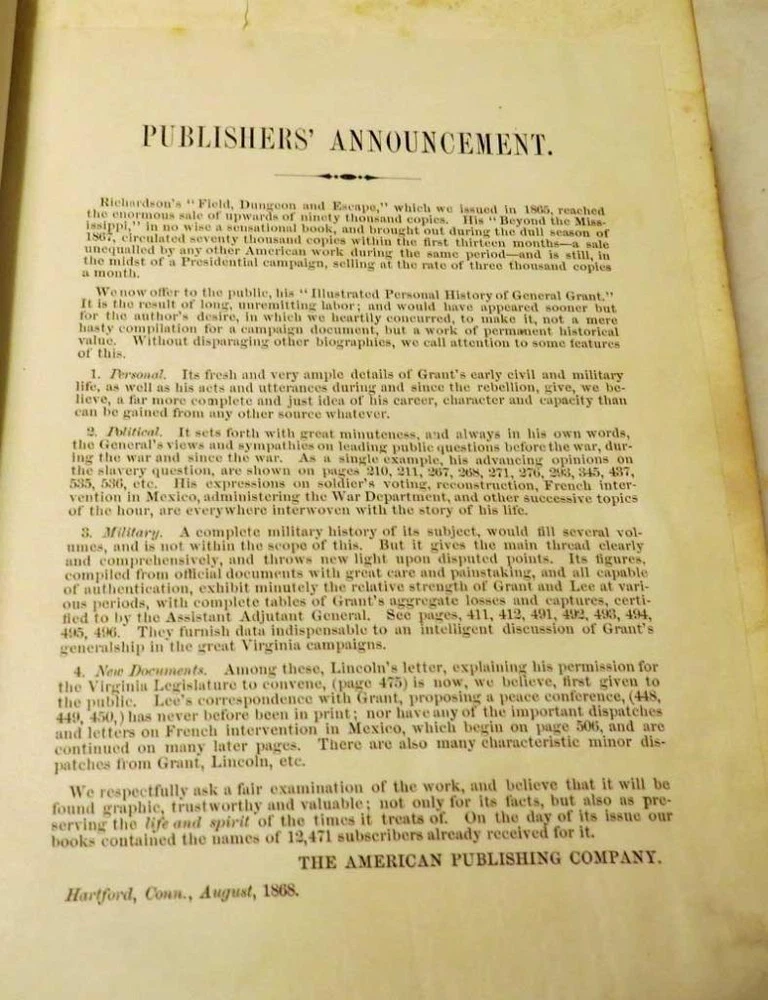 PUBLISHERS' ANNOUNCEMENT.
Richardson's "Field, Dungeon and Escape," which we issued in 1865, reached
the enormous sale of upwards of ninety thousand copies. His "Beyond the Miss-
issippi," in no wise a sensational book, and brought out during the dull season of
1867, circulated seventy thousand copies within the first thirteen months—a sale
unequalled by any other American work during the same period—and is still, in
the midst of a Presidential campaign, selling at the rate of three thousand copies
a month.
We now offer to the public, his "Illustrated Personal History of General Grant."
It is the result of long, unremitting labor; and would have appeared sooner but
for the author's desire, in which we heartily concurred, to make it, not a mere
hasty compilation for a campaign document, but a work of permanent historical
value. Without disparaging other biographies, we call attention to some features
of this.
1. Personal. Its fresh and very ample details of Grant's early civil and military
life, as well as his acts and utterances during and since the rebellion, give, we be-
lieve, a far more complete and just idea of his career, character and capacity than
can be gained from any other source whatever.
2. Political. It sets forth with great minuteness, and always in his own words,
the General's views and sympathies on leading public questions before the war, dur-
ing the war and since the war. As a single example, his advancing opinions on
the slavery question, are shown on pages 210, 211, 267, 268, 271, 276, 293, 345, 437,
535, 536, etc. His expressions on soldier's voting, reconstruction, French inter-
vention in Mexico, administering the War Department, and other successive topics
of the hour, are everywhere interwoven with the story of his life.
3. Military. A complete military history of its subject, would fill several vol-
umes, and is not within the scope of this. But it gives the main thread clearly
and comprehensively, and throws new light upon disputed points. Its figures,
compiled from official documents with great care and painstaking, and all capable
of authentication, exhibit minutely the relative strength of Grant and Lee at vari-
ous periods, with complete tables of Grant's aggregate losses and captures, certi-
fied to by the Assistant Adjutant General. See pages, 411, 412, 491, 492, 493, 494,
495, 496. They furnish data indispensable to an intelligent discussion of Grant's
generalship in the great Virginia campaigns.
4. New Documents. Among these, Lincoln's letter, explaining his permission for
the Virginia Legislature to convene, (page 475) is now, we believe, first given to
the public. Lee's correspondence with Grant, proposing a peace conference, (448,
449, 450,) has never before been in print; nor have any of the important dispatches
and letters on French intervention in Mexico, which begin on page 506, and are
continued on many later pages. There are also many characteristic minor dis-
patches from Grant, Lincoln, etc.
We respectfully ask a fair examination of the work, and believe that it will be
found graphic, trustworthy and valuable; not only for its facts, but also as pre-
serving the life and spirit of the times it treats of. On the day of its issue our
books contained the names of 12,471 subscribers already received for it.
THE AMERICAN PUBLISHING COMPANY.
Hartford, Conn., August, 1868.